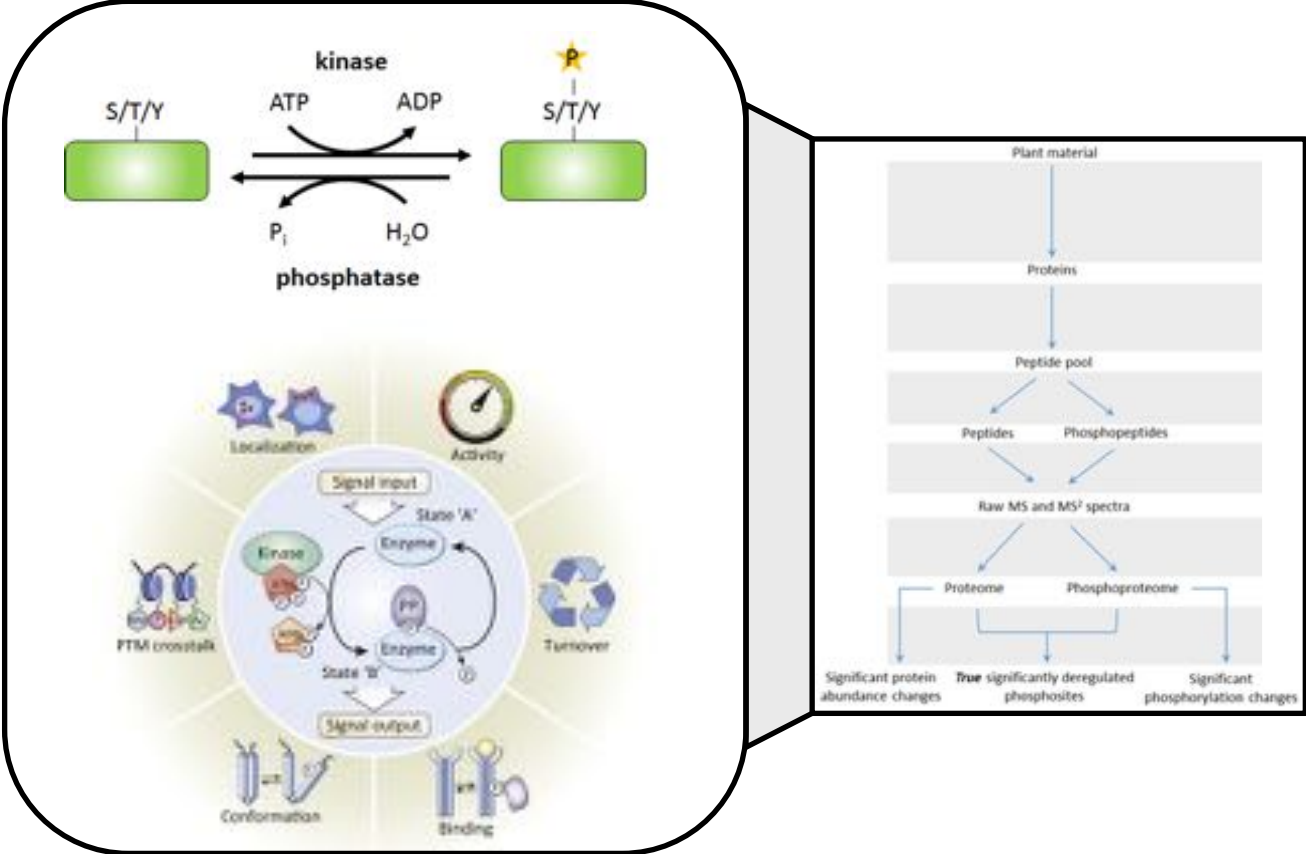 kinase
P
ATP
ADP
S/T/Y
S/T/Y
Pi
H2O
phosphatase
Localization
Activity
Signal input
State 'A'
Enzyme
Kinase
PP
PTM crosstalk
Turnover
Enzyme
State 'B'
Signal output
Conformation
Binding
Plant material
Proteins
Peptide pool
Peptides
Phosphopeptides
Raw MS and MS² spectra
Proteome
Phosphoproteome
Significant protein
abundance changes
True significantly deregulated
phosphosites
Significant
phosphorylation changes